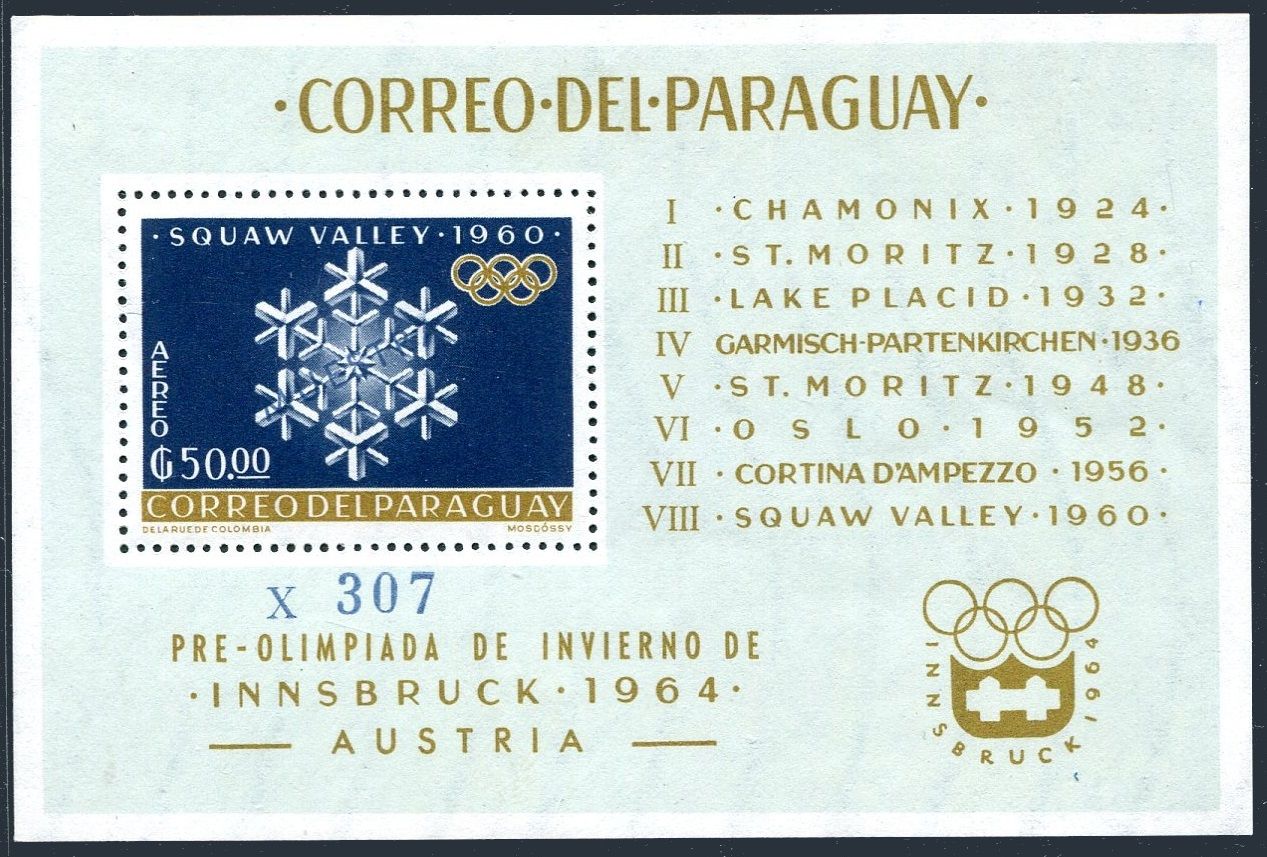 ·CORREO·DEL·PARAGUAY·
·SQUAW VALLEY·1960·
AEREO
₲50.00
CORREO DEL PARAGUAY
DE LA RUE DE COLOMBIA MOSCÓSSY
I ·CHAMONIX·1924·
II ·ST. MORITZ·1928·
III ·LAKE PLACID·1932·
IV GARMISCH-PARTENKIRCHEN·1936
V ·ST. MORITZ·1948·
VI ·OSLO·1952·
VII ·CORTINA D'AMPEZZO·1956·
VIII ·SQUAW VALLEY·1960·
X 307
PRE-OLIMPIADA DE INVIERNO DE
·INNSBRUCK·1964·
— AUSTRIA —
INNSBRUCK 1964